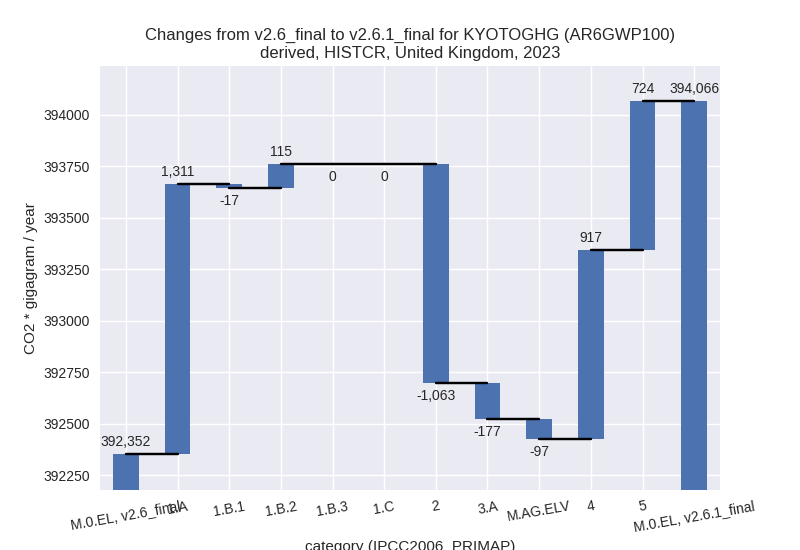 Changes from v2.6_final to v2.6.1_final for KYOTOGHG (AR6GWP100)
derived, HISTCR, United Kingdom, 2023
CO2 * gigagram / year
394000
393750
393500
393250
393000
392750
392500
392250
392,352
1,311
-17
115
0
0
-1,063
-177
-97
917
724
394,066
M.0.EL, v2.6_final
1.A
1.B.1
1.B.2
1.B.3
1.C
2
3.A
M.AG.ELV
4
5
M.0.EL, v2.6.1_final
category (IPCC2006_PRIMAP)